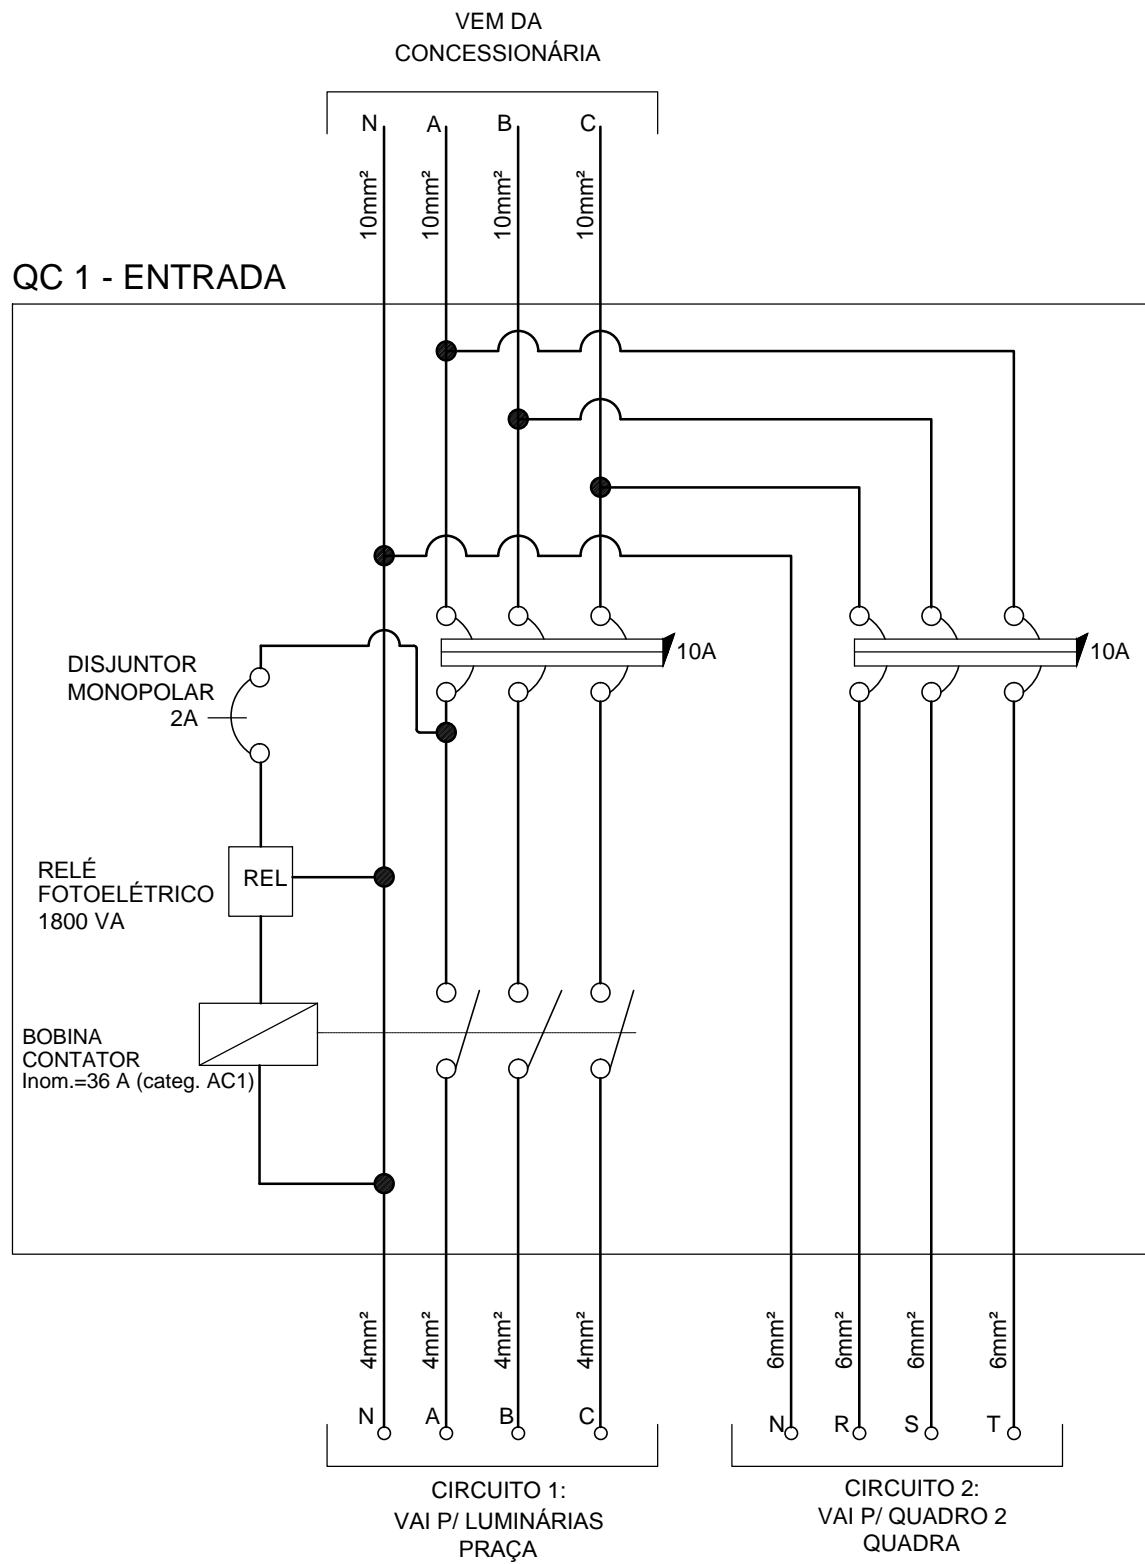 VEM DA
CONCESSIONÁRIA
N A B C
10mm² 10mm² 10mm² 10mm²
QC 1 - ENTRADA
10A
10A
DISJUNTOR
MONOPOLAR
2A
RELÉ
FOTOELÉTRICO
1800 VA
REL
BOBINA
CONTATOR
Inom.=36 A (categ. AC1)
4mm² 4mm² 4mm² 4mm²
6mm² 6mm² 6mm² 6mm²
N A B C
N R S T
CIRCUITO 1:
VAI P/ LUMINÁRIAS
PRAÇA
CIRCUITO 2:
VAI P/ QUADRO 2
QUADRA